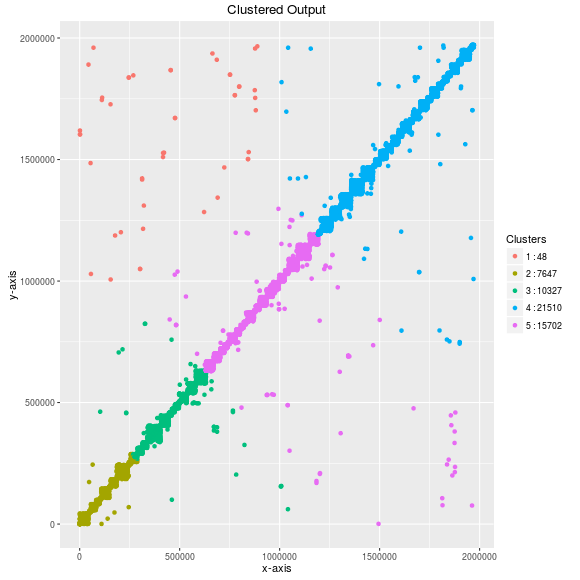 Clustered Output
2000000
1500000
1000000
500000
0
y-axis
0 500000 1000000 1500000 2000000
x-axis
Clusters
1 : 48
2 : 7647
3 : 10327
4 : 21510
5 : 15702